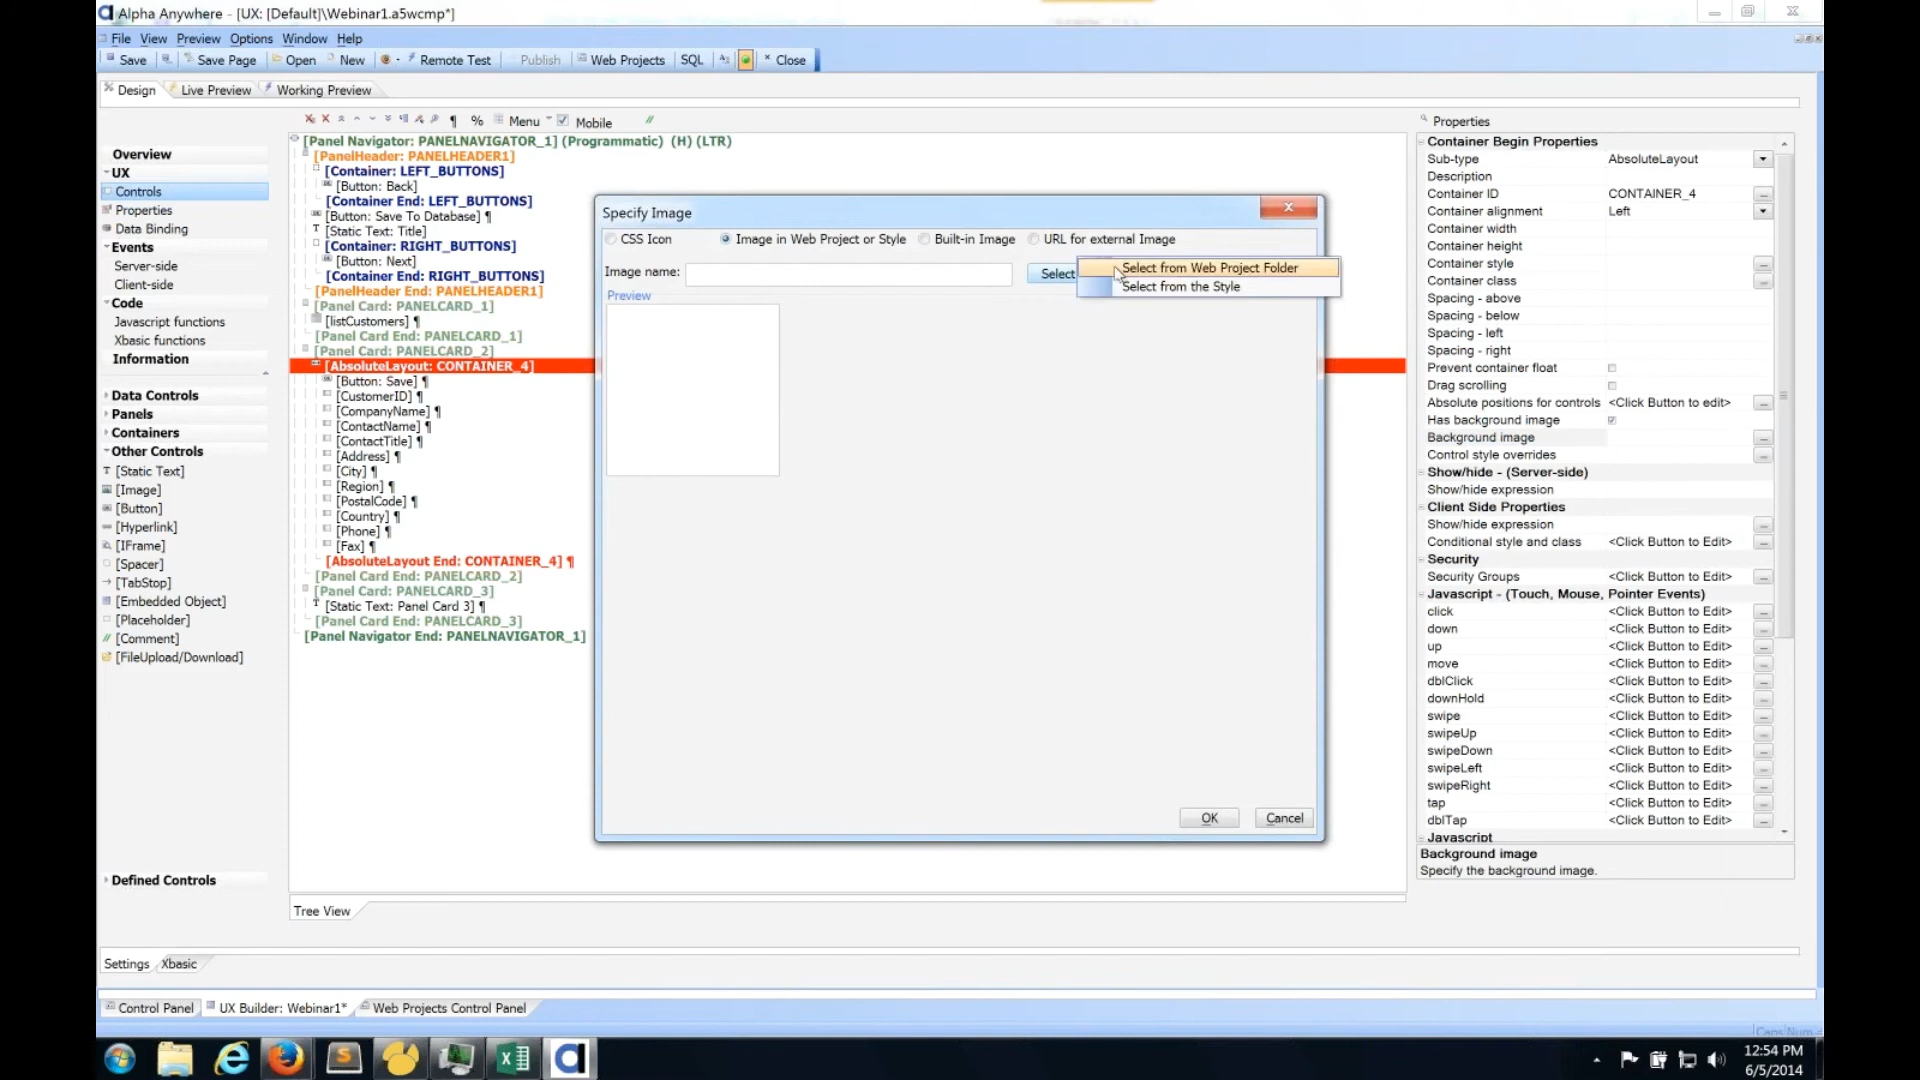 Alpha Anywhere - [UX: [Default]\Webinar1.a5wcmp*]
File View Preview Options Window Help
Save Save Page Open New Remote Test Publish Web Projects SQL Close
Design Live Preview Working Preview
¶ % Menu Mobile //
Overview
UX
Controls
Properties
Data Binding
Events
Server-side
Client-side
Code
Javascript functions
Xbasic functions
Information
Data Controls
Panels
Containers
Other Controls
[Static Text]
[Image]
[Button]
[Hyperlink]
[IFrame]
[Spacer]
[TabStop]
[Embedded Object]
[Placeholder]
[Comment]
[FileUpload/Download]
Defined Controls
[Panel Navigator: PANELNAVIGATOR_1] (Programmatic) (H) (LTR)
[PanelHeader: PANELHEADER1]
[Container: LEFT_BUTTONS]
[Button: Back]
[Container End: LEFT_BUTTONS]
[Button: Save To Database] ¶
[Static Text: Title]
[Container: RIGHT_BUTTONS]
[Button: Next]
[Container End: RIGHT_BUTTONS]
[PanelHeader End: PANELHEADER1]
[Panel Card: PANELCARD_1]
[listCustomers] ¶
[Panel Card End: PANELCARD_1]
[Panel Card: PANELCARD_2]
[AbsoluteLayout: CONTAINER_4]
[Button: Save] ¶
[CustomerID] ¶
[CompanyName] ¶
[ContactName] ¶
[ContactTitle] ¶
[Address] ¶
[City] ¶
[Region] ¶
[PostalCode] ¶
[Country] ¶
[Phone] ¶
[Fax] ¶
[AbsoluteLayout End: CONTAINER_4] ¶
[Panel Card End: PANELCARD_2]
[Panel Card: PANELCARD_3]
[Static Text: Panel Card 3] ¶
[Panel Card End: PANELCARD_3]
[Panel Navigator End: PANELNAVIGATOR_1]
Tree View
Specify Image
CSS Icon Image in Web Project or Style Built-in Image URL for external Image
Image name: Select
Select from Web Project Folder
Select from the Style
Preview
OK Cancel
Properties
Container Begin Properties
Sub-type AbsoluteLayout
Description
Container ID CONTAINER_4
Container alignment Left
Container width
Container height
Container style
Container class
Spacing - above
Spacing - below
Spacing - left
Spacing - right
Prevent container float
Drag scrolling
Absolute positions for controls <Click Button to edit>
Has background image
Background image
Control style overrides
Show/hide - (Server-side)
Show/hide expression
Client Side Properties
Show/hide expression
Conditional style and class <Click Button to Edit>
Security
Security Groups <Click Button to Edit>
Javascript - (Touch, Mouse, Pointer Events)
click <Click Button to Edit>
down <Click Button to Edit>
up <Click Button to Edit>
move <Click Button to Edit>
dblClick <Click Button to Edit>
downHold <Click Button to Edit>
swipe <Click Button to Edit>
swipeUp <Click Button to Edit>
swipeDown <Click Button to Edit>
swipeLeft <Click Button to Edit>
swipeRight <Click Button to Edit>
tap <Click Button to Edit>
dblTap <Click Button to Edit>
Javascript
Background image
Specify the background image.
Settings Xbasic
Control Panel UX Builder: Webinar1* Web Projects Control Panel
Caps Num
12:54 PM
6/5/2014